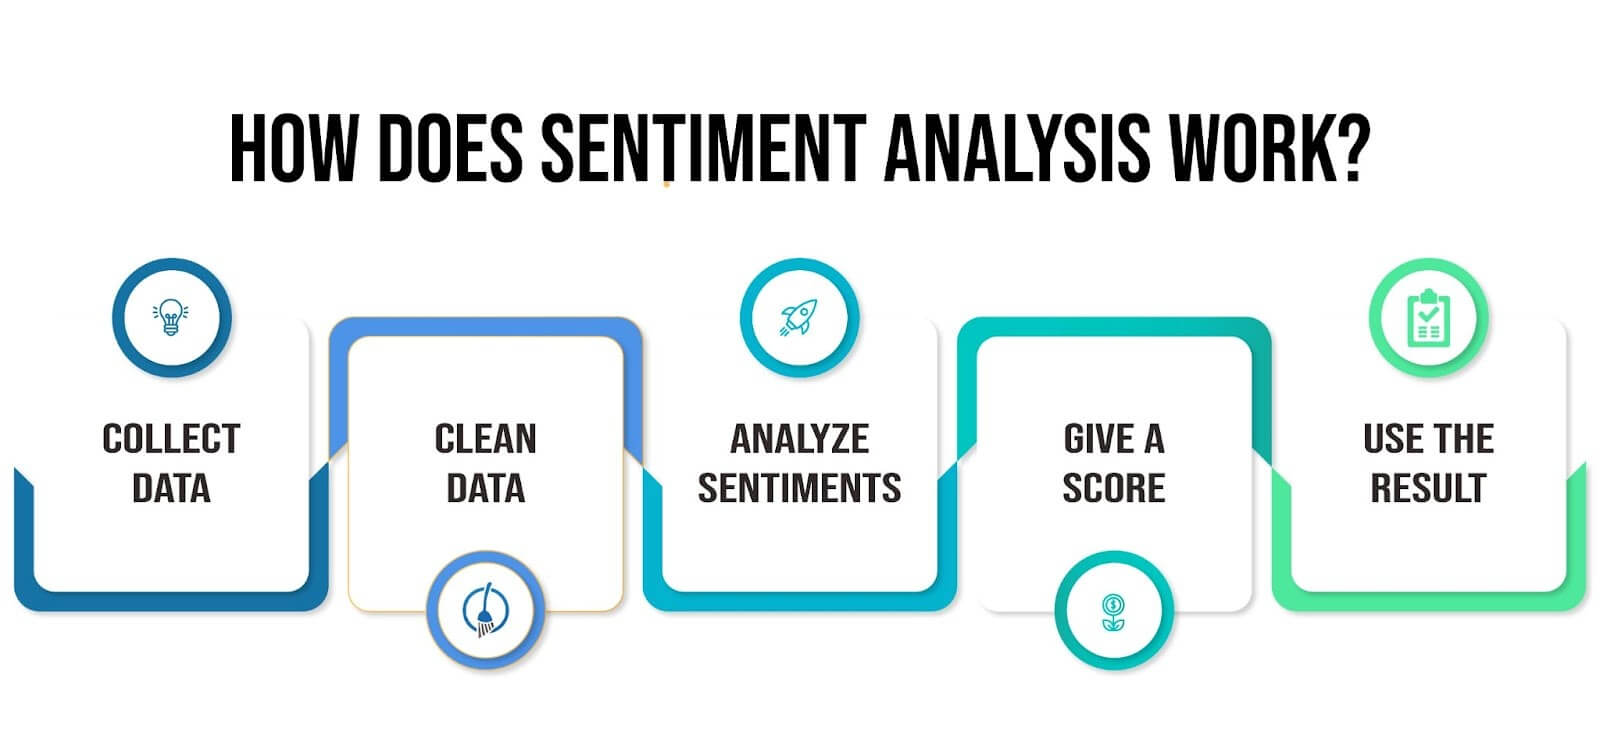 HOW DOES SENTIMENT ANALYSIS WORK?
COLLECT
DATA
CLEAN
DATA
ANALYZE
SENTIMENTS
GIVE A
SCORE
USE THE
RESULT
$